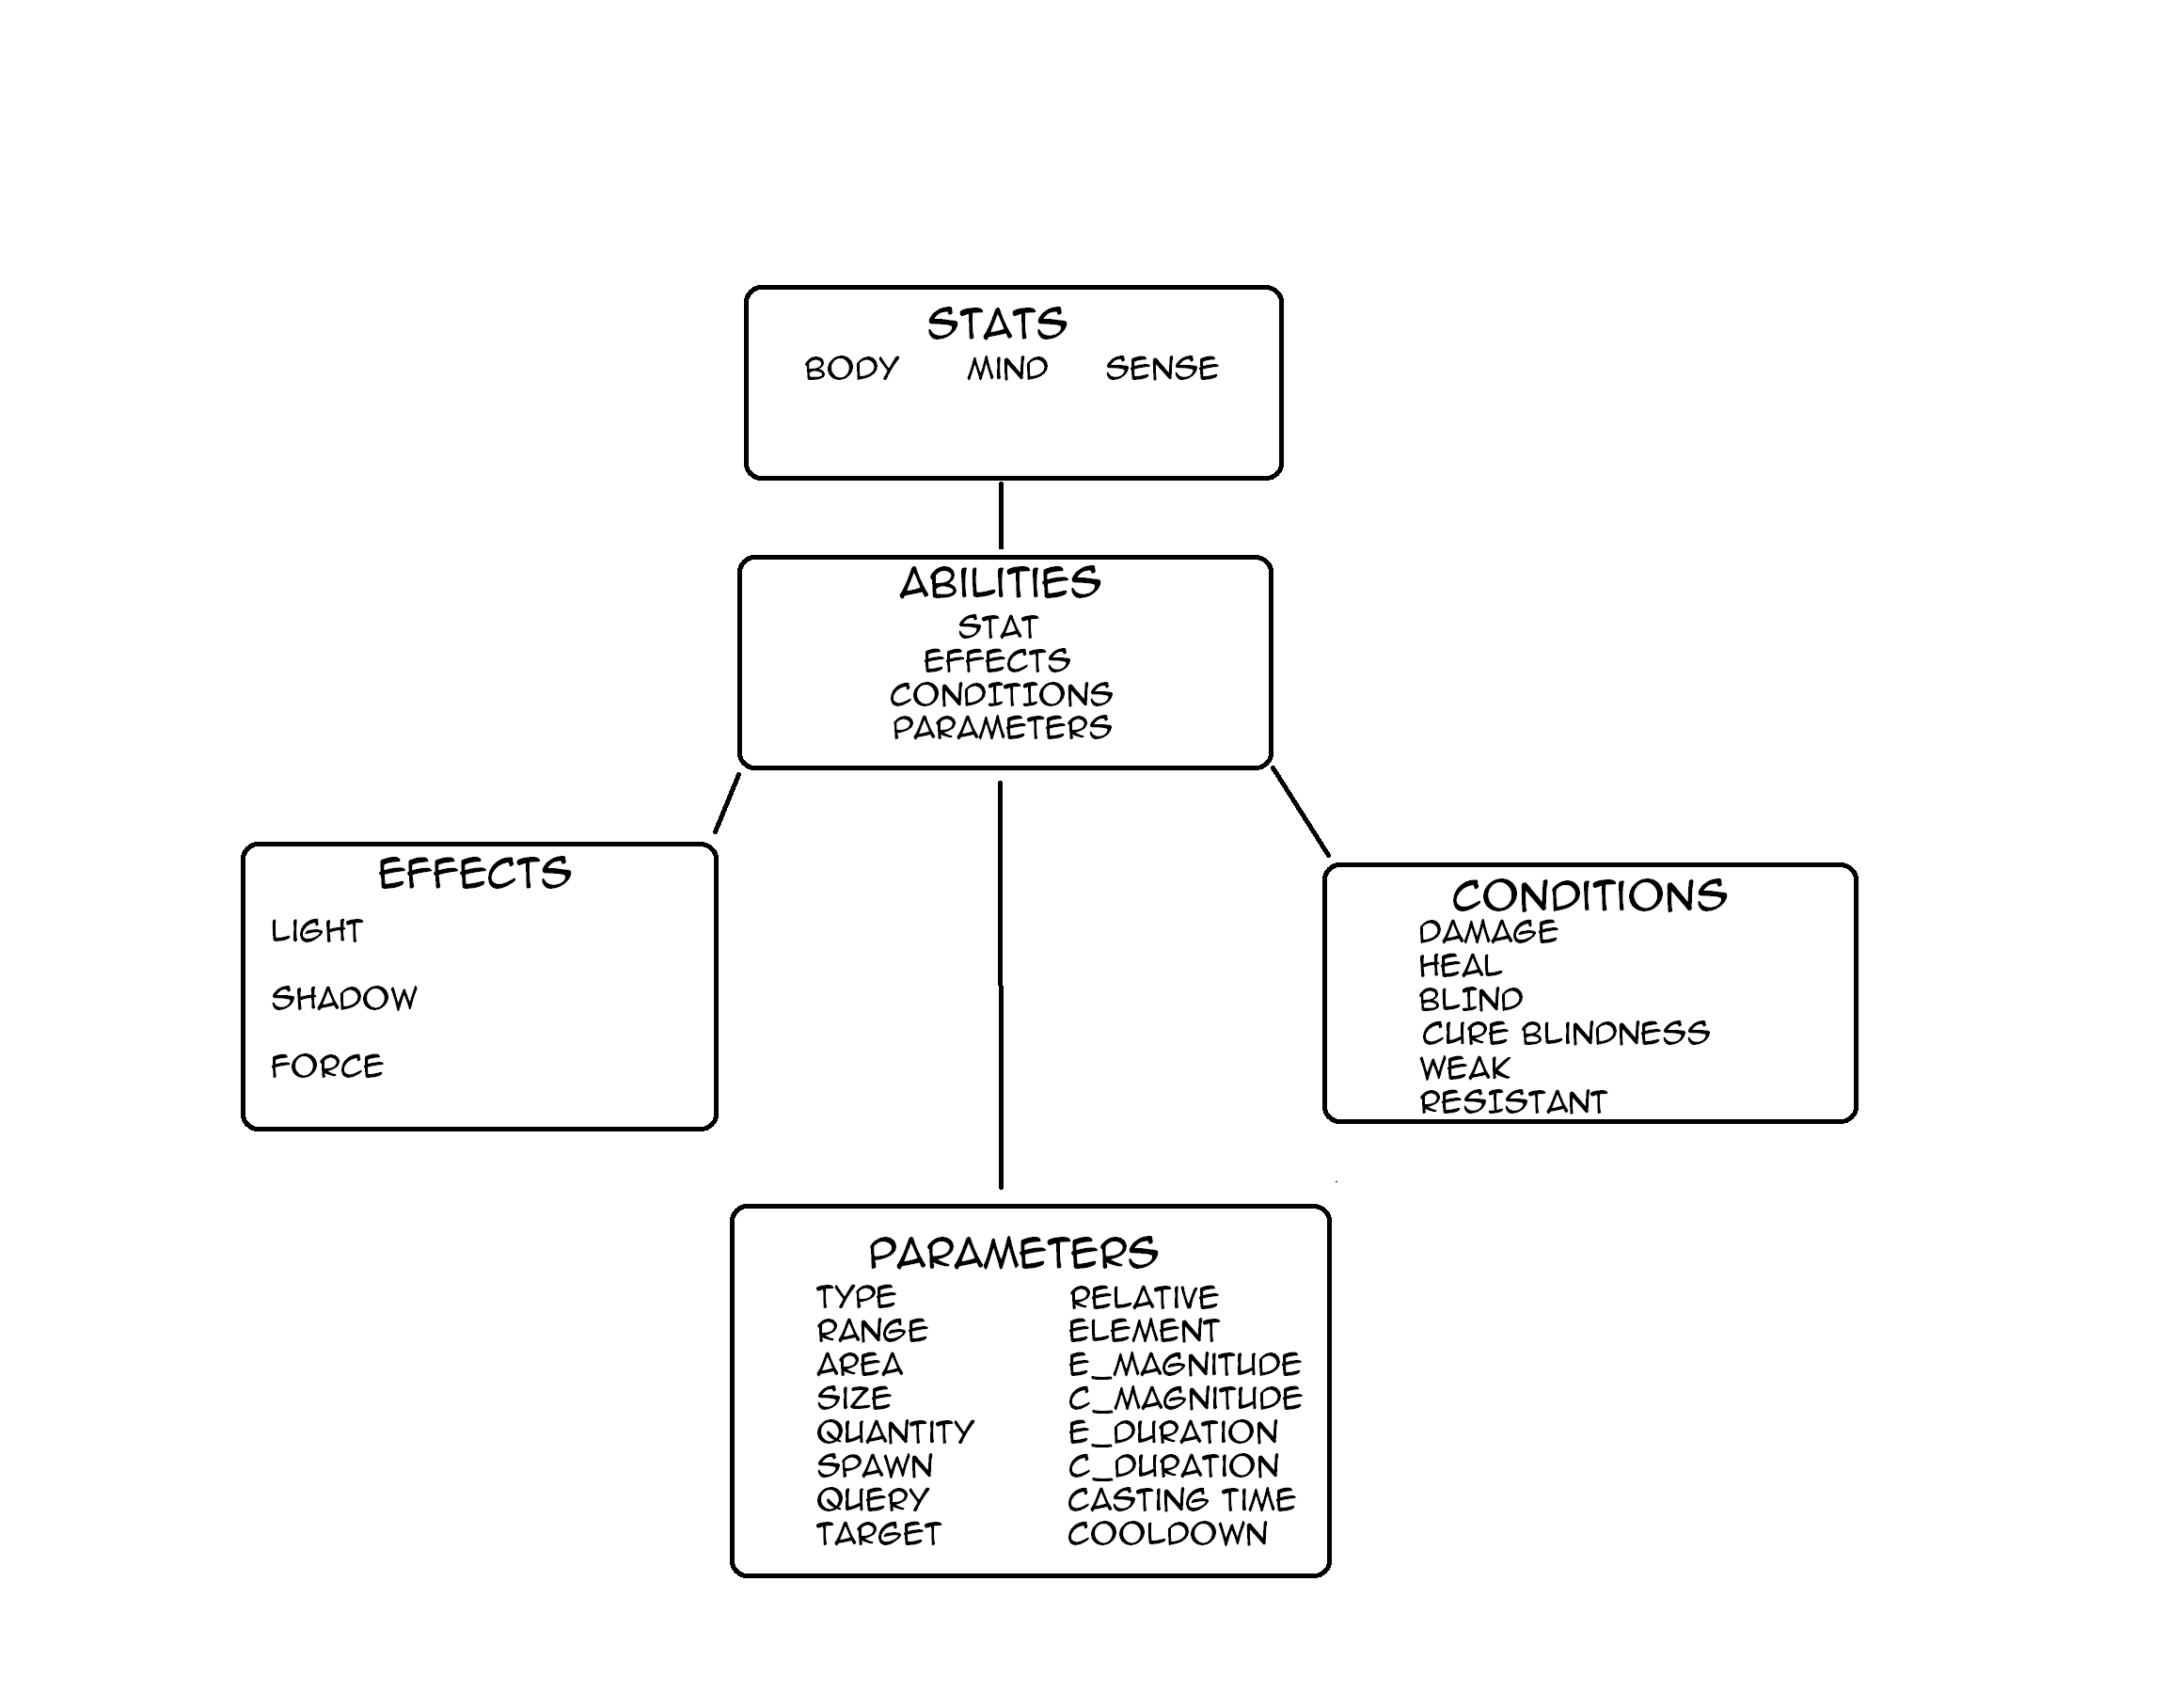 STATS
BODY MIND SENSE
ABILITIES
STAT
EFFECTS
CONDITIONS
PARAMETERS
EFFECTS
LIGHT
SHADOW
FORCE
CONDITIONS
DAMAGE
HEAL
BLIND
CURE BLINDNESS
WEAK
RESISTANT
PARAMETERS
TYPE
RANGE
AREA
SIZE
QUANTITY
SPAWN
QUERY
TARGET
RELATIVE
ELEMENT
E_MAGNITUDE
C_MAGNITUDE
E_DURATION
C_DURATION
CASTING TIME
COOLDOWN